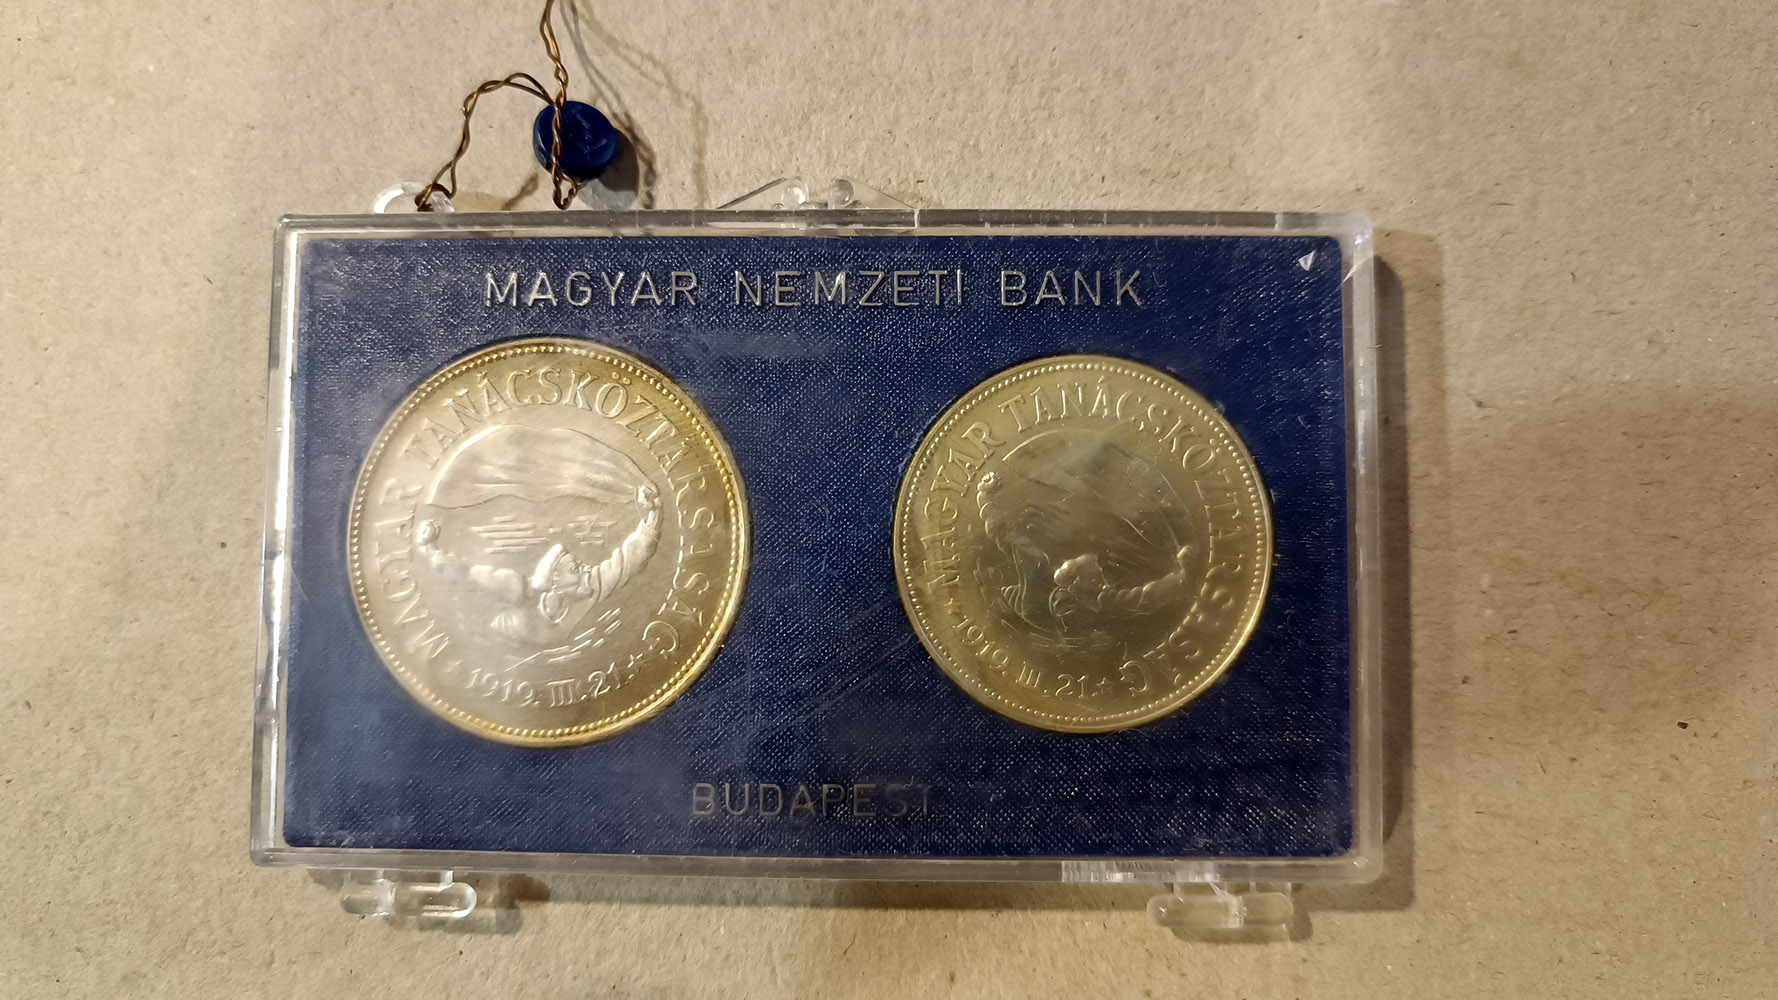 MAGYAR NEMZETI BANK
MAGYAR TANÁCSKÖZTÁRSASÁG
* 1919. III. 21. *
MAGYAR TANÁCSKÖZTÁRSASÁG
* 1919. III. 21. *
BUDAPEST